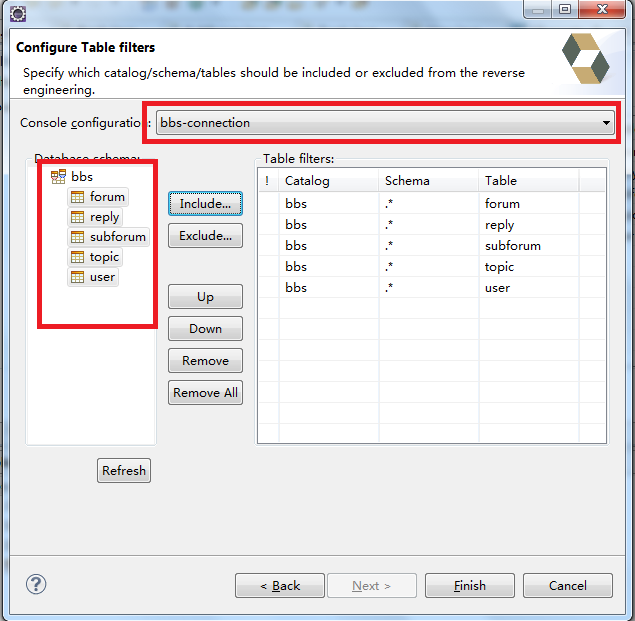 Configure Table filters
Specify which catalog/schema/tables should be included or excluded from the reverse
engineering.
Console configuration: bbs-connection
Database schema:
bbs
forum
reply
subforum
topic
user
Include...
Exclude...
Up
Down
Remove
Remove All
Refresh
Table filters:
! Catalog Schema Table
bbs .* forum
bbs .* reply
bbs .* subforum
bbs .* topic
bbs .* user
? < Back Next > Finish Cancel